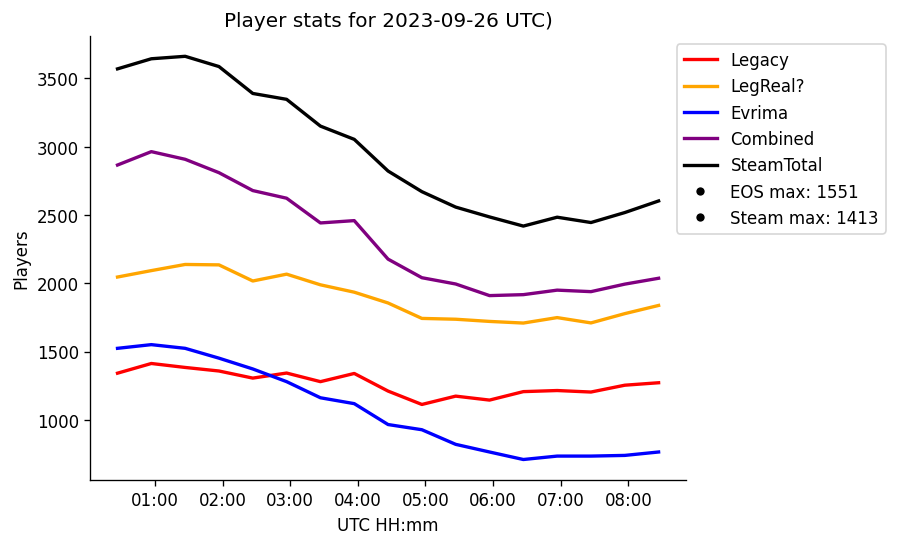 Player stats for 2023-09-26 UTC)
3500
3000
2500
2000
1500
1000
Players
01:00 02:00 03:00 04:00 05:00 06:00 07:00 08:00
UTC HH:mm
Legacy
LegReal?
Evrima
Combined
SteamTotal
EOS max: 1551
Steam max: 1413